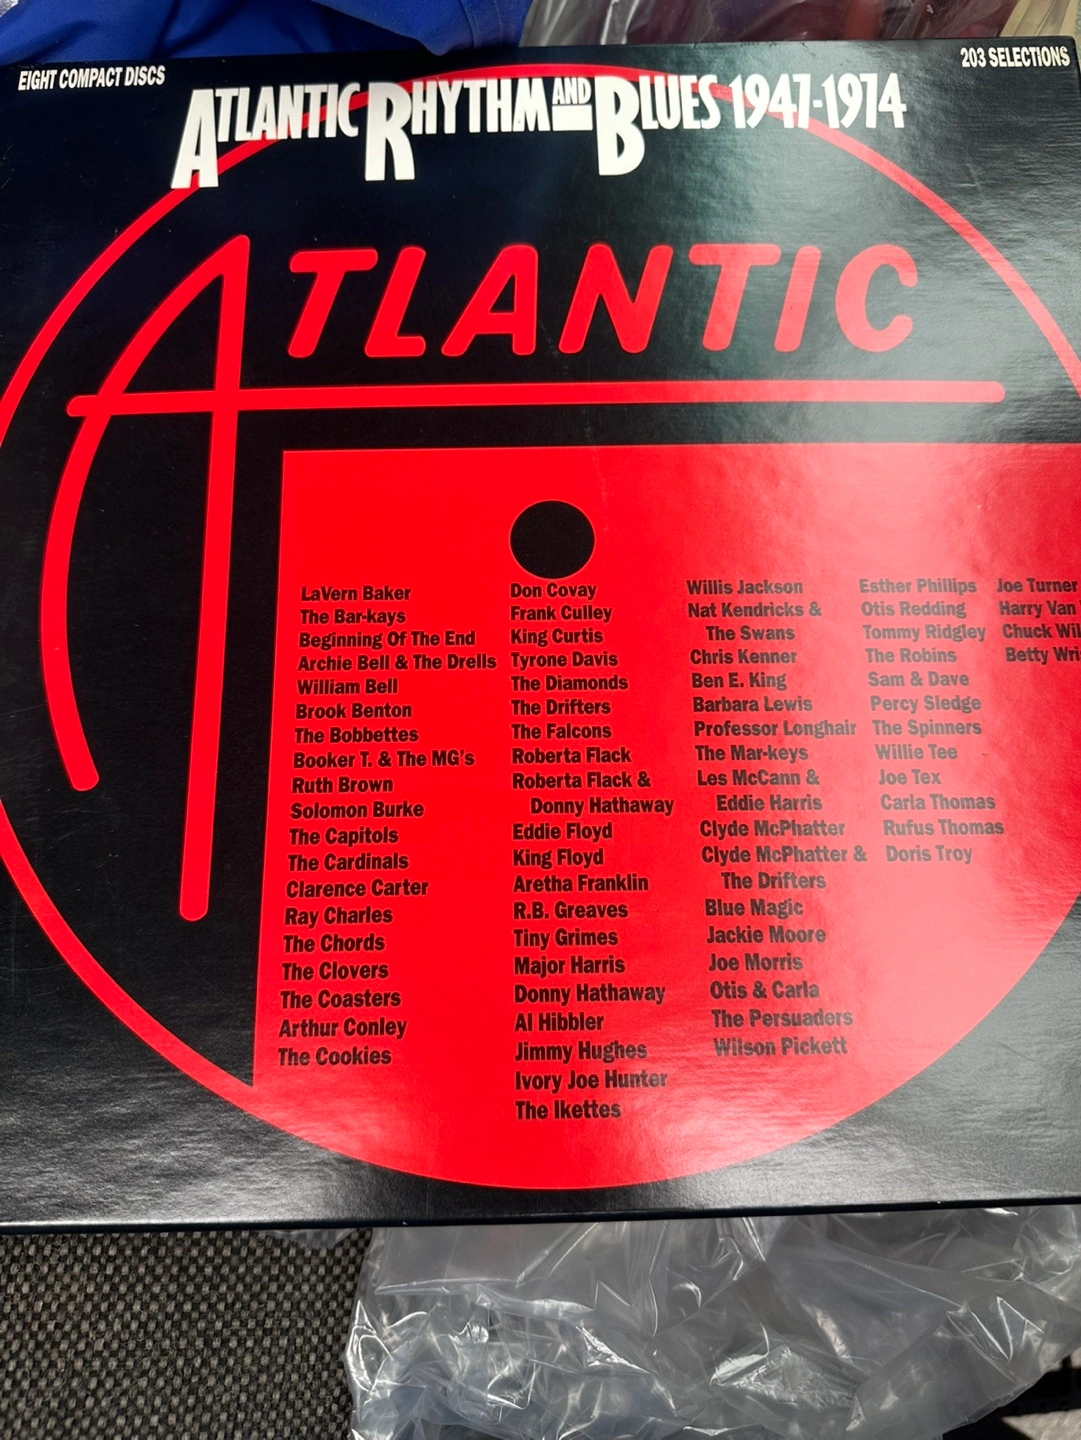 EIGHT COMPACT DISCS
203 SELECTIONS
ATLANTIC RHYTHM AND BLUES 1947-1974
ATLANTIC
LaVern Baker
The Bar-kays
Beginning Of The End
Archie Bell & The Drells
William Bell
Brook Benton
The Bobbettes
Booker T. & The MG's
Ruth Brown
Solomon Burke
The Capitols
The Cardinals
Clarence Carter
Ray Charles
The Chords
The Clovers
The Coasters
Arthur Conley
The Cookies
Don Covay
Frank Culley
King Curtis
Tyrone Davis
The Diamonds
The Drifters
The Falcons
Roberta Flack
Roberta Flack &
Donny Hathaway
Eddie Floyd
King Floyd
Aretha Franklin
R.B. Greaves
Tiny Grimes
Major Harris
Donny Hathaway
Al Hibbler
Jimmy Hughes
Ivory Joe Hunter
The Ikettes
Willis Jackson
Nat Kendricks &
The Swans
Chris Kenner
Ben E. King
Barbara Lewis
Professor Longhair
The Mar-keys
Les McCann &
Eddie Harris
Clyde McPhatter
Clyde McPhatter &
The Drifters
Blue Magic
Jackie Moore
Joe Morris
Otis & Carla
The Persuaders
Wilson Pickett
Esther Phillips
Otis Redding
Tommy Ridgley
The Robins
Sam & Dave
Percy Sledge
The Spinners
Willie Tee
Joe Tex
Carla Thomas
Rufus Thomas
Doris Troy
Joe Turner
Harry Van
Chuck
Betty